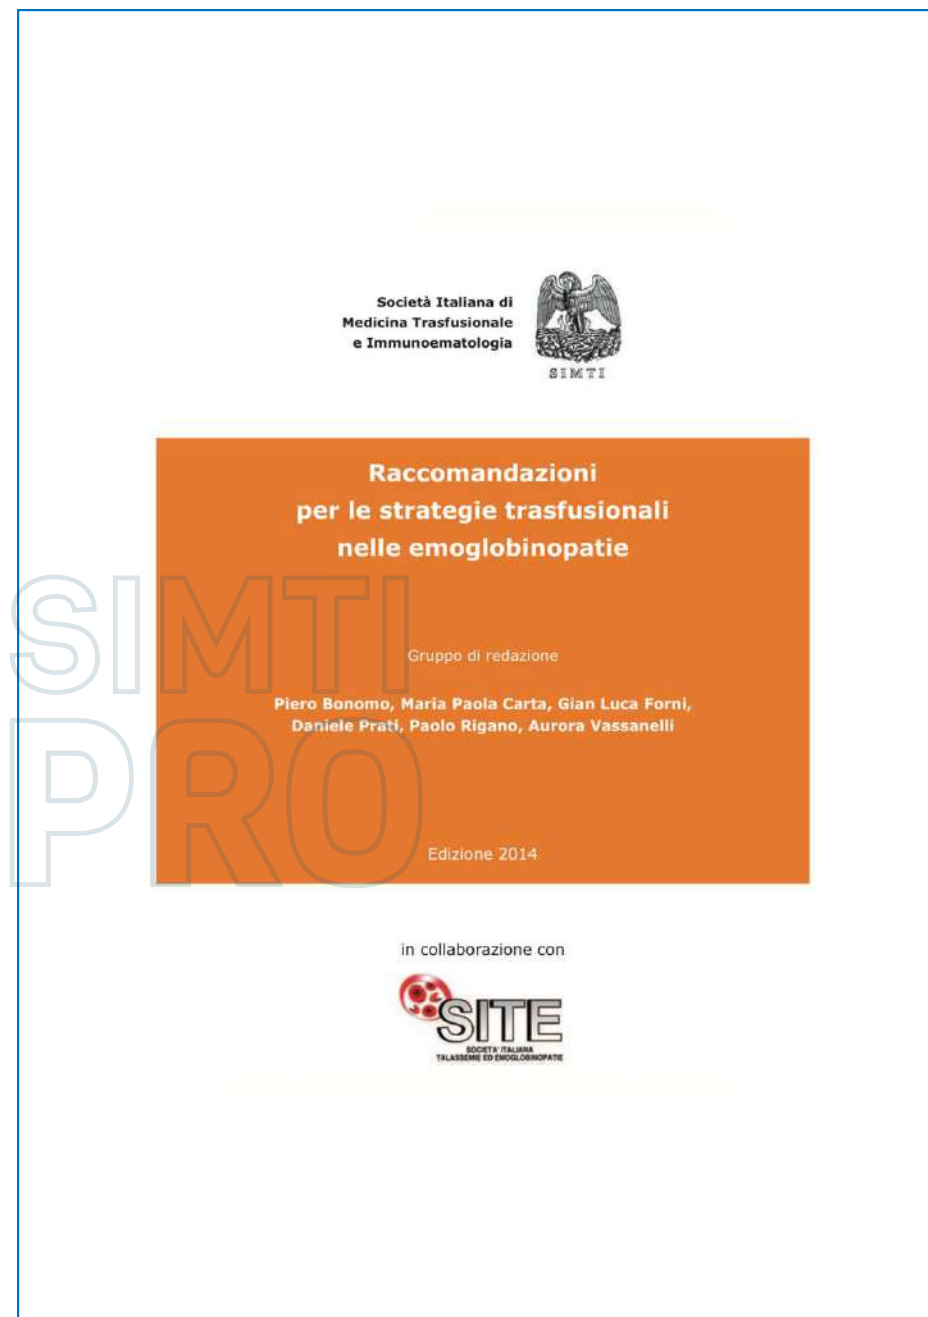 Società Italiana di
Medicina Trasfusionale
e Immunoematologia
SIMTI
Raccomandazioni
per le strategie trasfusionali
nelle emoglobinopatie
Gruppo di redazione
Piero Bonomo, Maria Paola Carta, Gian Luca Forni,
Daniele Prati, Paolo Rigano, Aurora Vassanelli
Edizione 2014
SIMTI
PRO
in collaborazione con
SITE
SOCIETA' ITALIANA
TALASSEMIE ED EMOGLOBINOPATIE